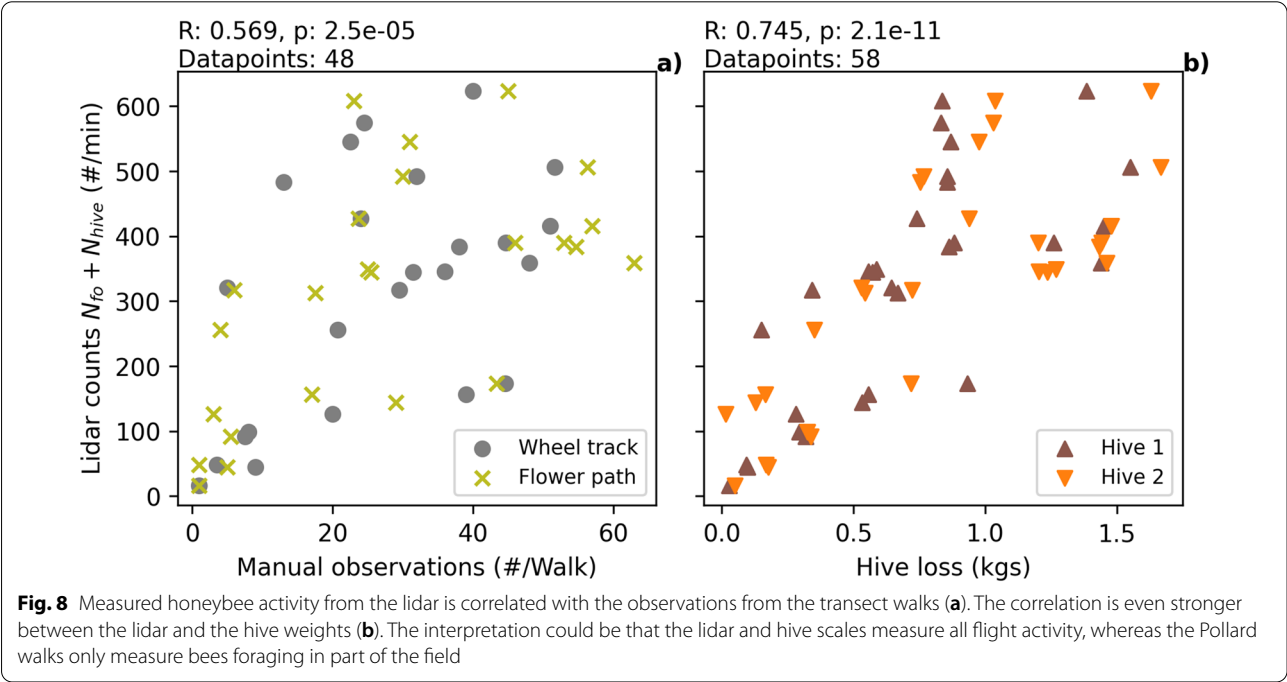 R: 0.569, p: 2.5e-05
Datapoints: 48
a)
R: 0.745, p: 2.1e-11
Datapoints: 58
b)
Lidar counts N_fo + N_hive (#/min)
600
500
400
300
200
100
0
Wheel track
Flower path
0 20 40 60
Manual observations (#/Walk)
Hive 1
Hive 2
0.0 0.5 1.0 1.5
Hive loss (kgs)
Fig. 8 Measured honeybee activity from the lidar is correlated with the observations from the transect walks (a). The correlation is even stronger
between the lidar and the hive weights (b). The interpretation could be that the lidar and hive scales measure all flight activity, whereas the Pollard
walks only measure bees foraging in part of the field